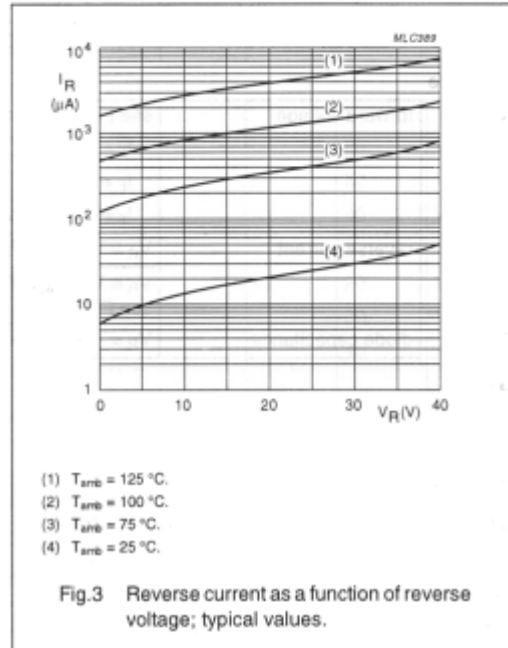 MLC389
10⁴
I_R
(µA)
10³
10²
10
1
(1)
(2)
(3)
(4)
0
10
20
30
40
V_R(V)
(1) T_amb = 125 °C.
(2) T_amb = 100 °C.
(3) T_amb = 75 °C.
(4) T_amb = 25 °C.
Fig.3 Reverse current as a function of reverse
voltage; typical values.